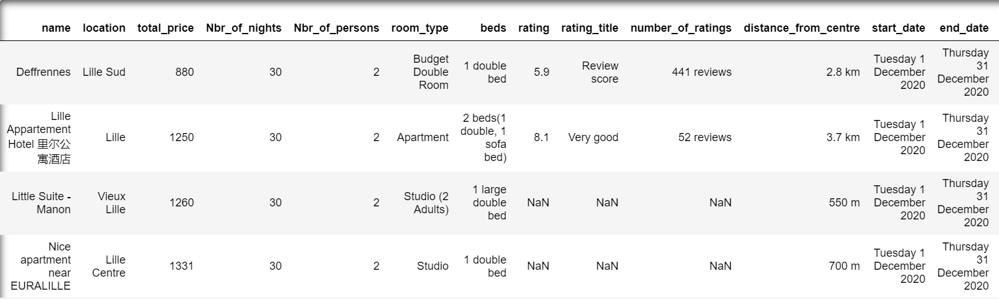 name location total_price Nbr_of_nights Nbr_of_persons room_type beds rating rating_title number_of_ratings distance_from_centre start_date end_date
Deffrennes Lille Sud 880 30 2 Budget Double Room 1 double bed 5.9 Review score 441 reviews 2.8 km Tuesday 1 December 2020 Thursday 31 December 2020
Lille Appartement Hotel 里尔公寓酒店 Lille 1250 30 2 Apartment 2 beds(1 double, 1 sofa bed) 8.1 Very good 52 reviews 3.7 km Tuesday 1 December 2020 Thursday 31 December 2020
Little Suite - Manon Vieux Lille 1260 30 2 Studio (2 Adults) 1 large double bed NaN NaN NaN 550 m Tuesday 1 December 2020 Thursday 31 December 2020
Nice apartment near EURALILLE Lille Centre 1331 30 2 Studio 1 double bed NaN NaN NaN 700 m Tuesday 1 December 2020 Thursday 31 December 2020